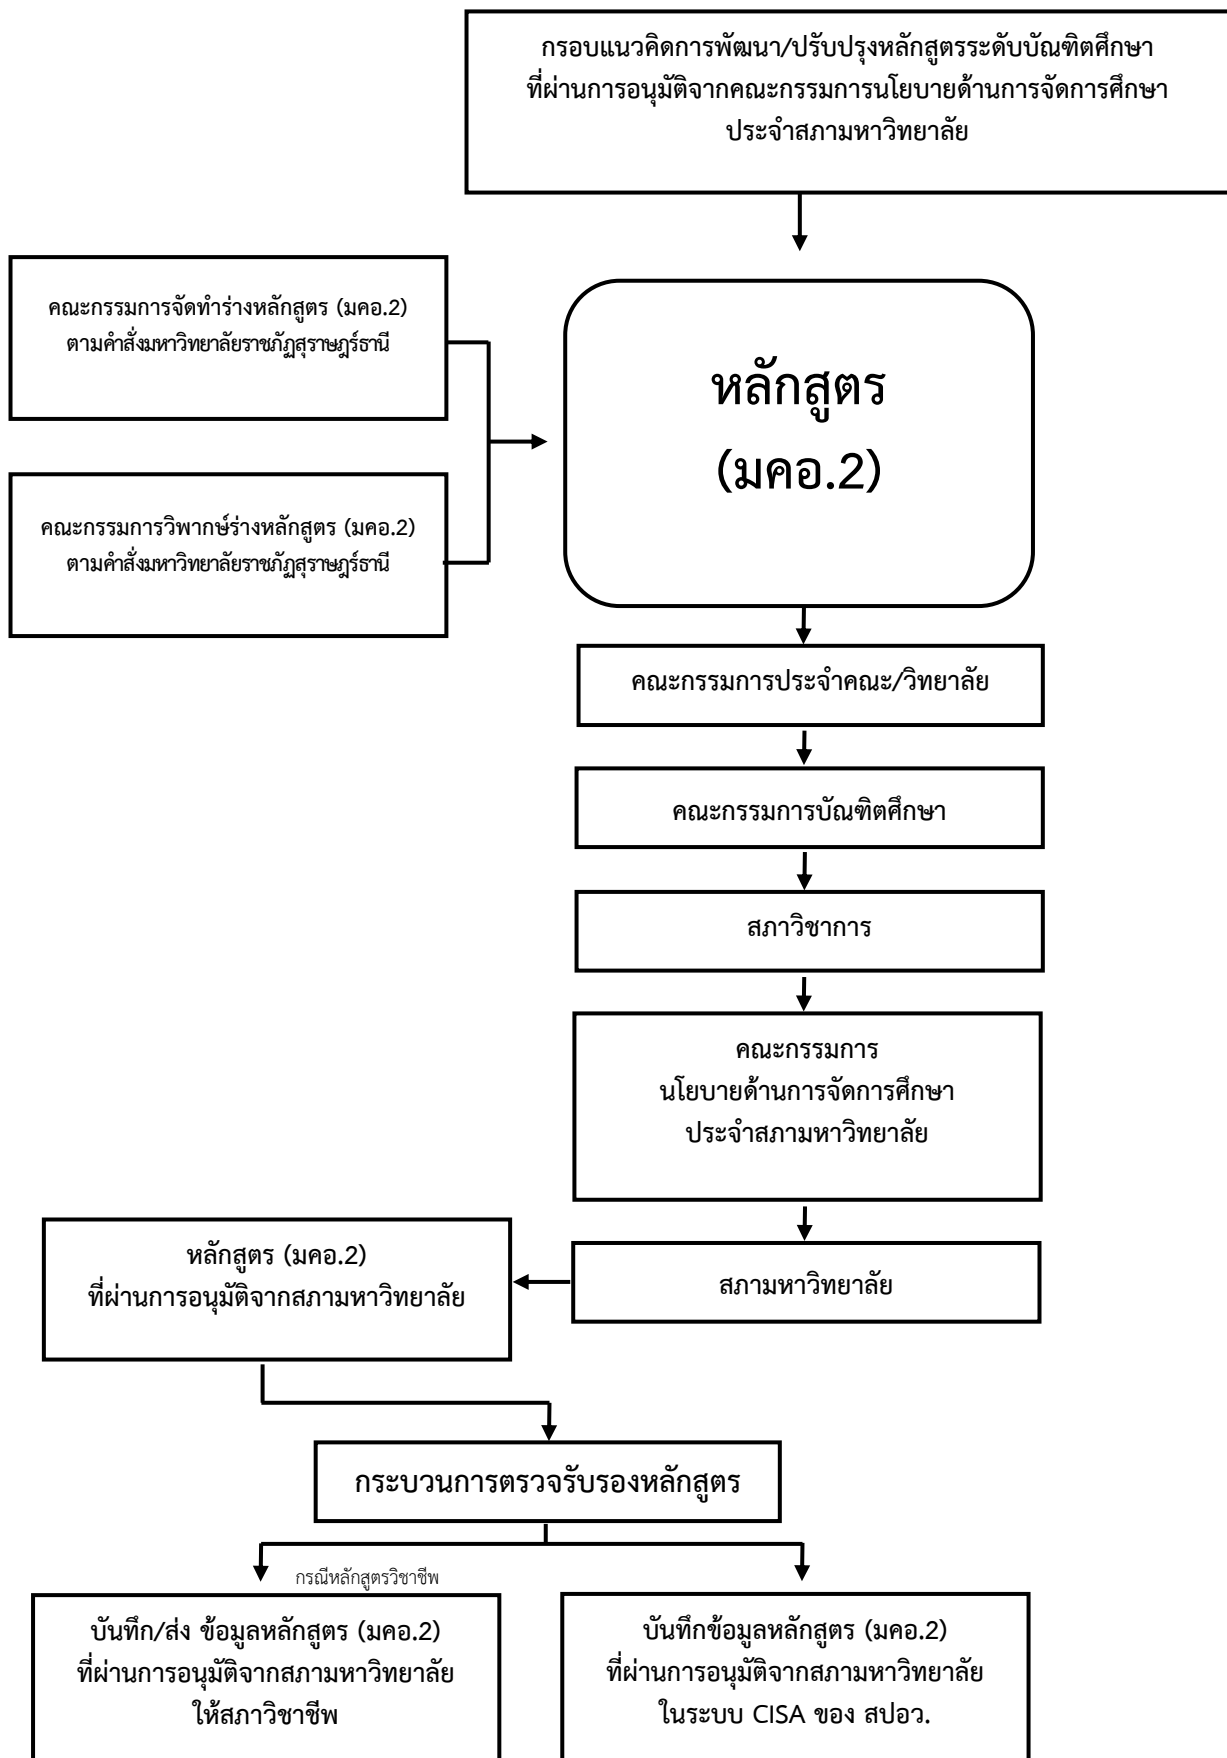 กรอบแนวคิดการพัฒนา/ปรับปรุงหลักสูตรระดับบัณฑิตศึกษา
ที่ผ่านการอนุมัติจากคณะกรรมการนโยบายด้านการจัดการศึกษา
ประจำสภามหาวิทยาลัย
คณะกรรมการจัดทำร่างหลักสูตร (มคอ.2)
ตามคำสั่งมหาวิทยาลัยราชภัฏสุราษฎร์ธานี
หลักสูตร
(มคอ.2)
คณะกรรมการวิพากษ์ร่างหลักสูตร (มคอ.2)
ตามคำสั่งมหาวิทยาลัยราชภัฏสุราษฎร์ธานี
คณะกรรมการประจำคณะ/วิทยาลัย
คณะกรรมการบัณฑิตศึกษา
สภาวิชาการ
คณะกรรมการ
นโยบายด้านการจัดการศึกษา
ประจำสภามหาวิทยาลัย
สภามหาวิทยาลัย
หลักสูตร (มคอ.2)
ที่ผ่านการอนุมัติจากสภามหาวิทยาลัย
กระบวนการตรวจรับรองหลักสูตร
กรณีหลักสูตรวิชาชีพ
บันทึก/ส่ง ข้อมูลหลักสูตร (มคอ.2)
ที่ผ่านการอนุมัติจากสภามหาวิทยาลัย
ให้สภาวิชาชีพ
บันทึกข้อมูลหลักสูตร (มคอ.2)
ที่ผ่านการอนุมัติจากสภามหาวิทยาลัย
ในระบบ CISA ของ สปอว.